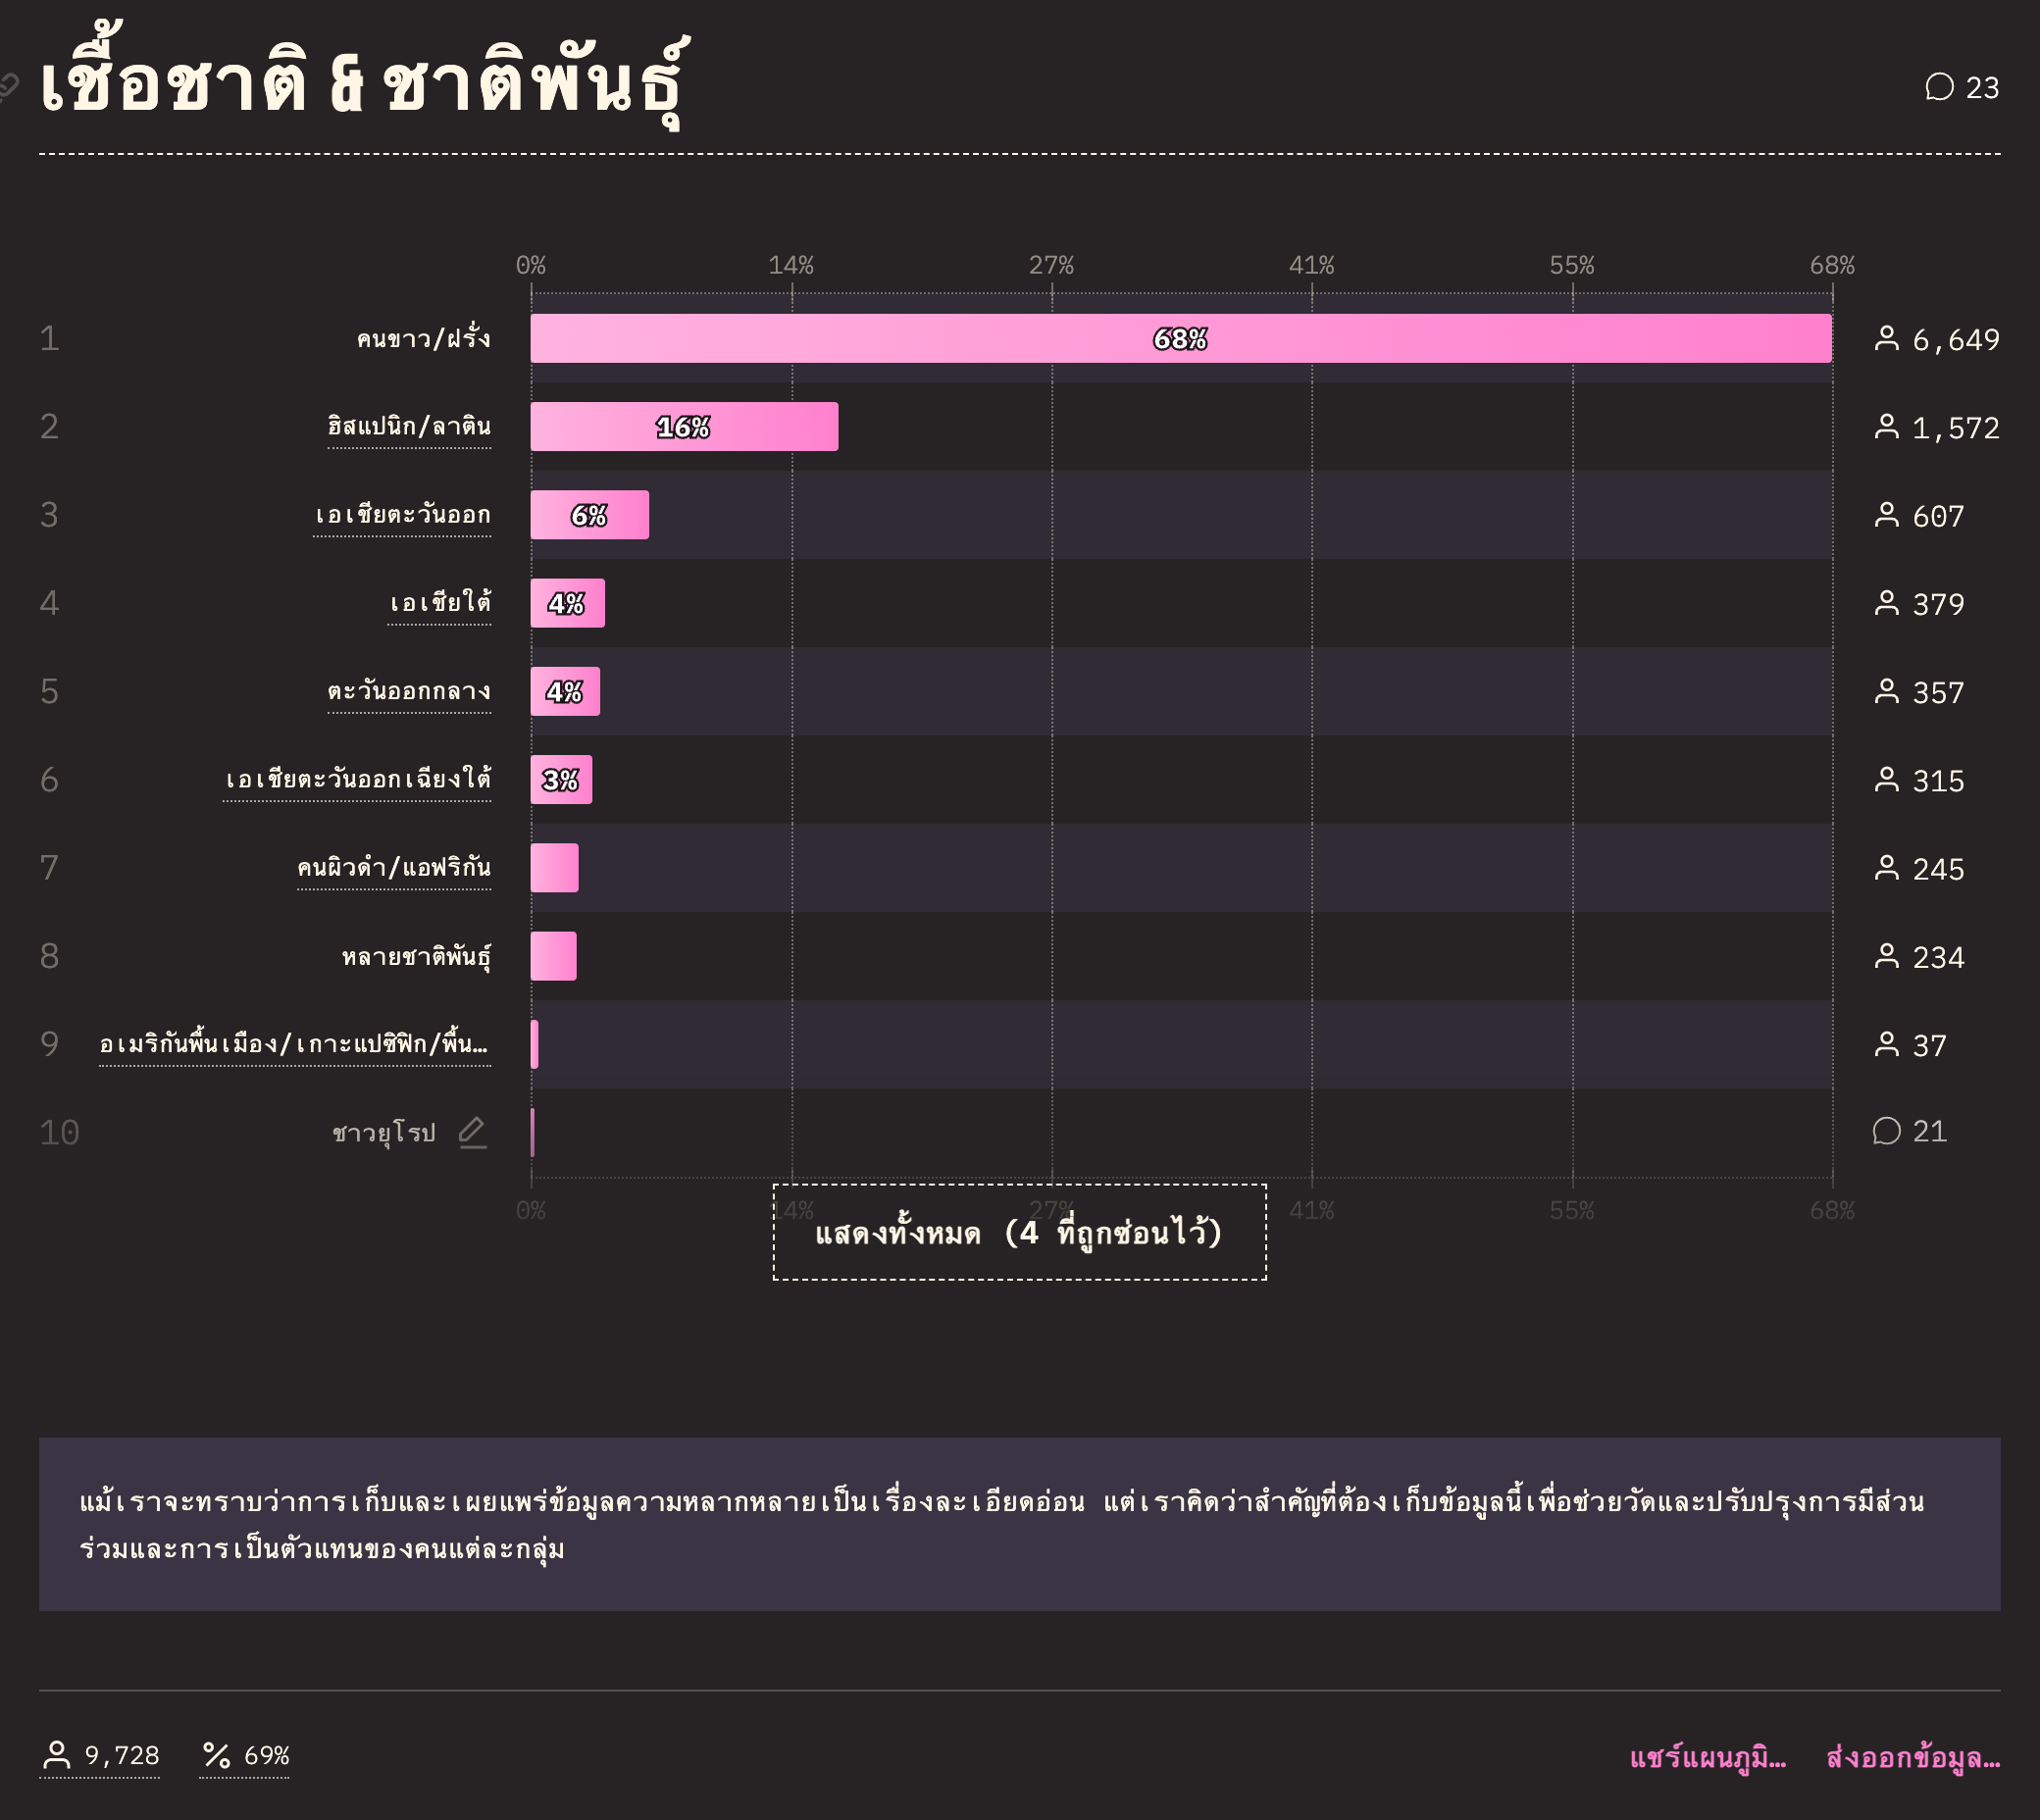 เชื้อชาติ & ชาติพันธุ์
23
0% 14% 27% 41% 55% 68%
1 คนขาว/ฝรั่ง 68% 6,649
2 ฮิสแปนิก/ลาติน 16% 1,572
3 เอเชียตะวันออก 6% 607
4 เอเชียใต้ 4% 379
5 ตะวันออกกลาง 4% 357
6 เอเชียตะวันออกเฉียงใต้ 3% 315
7 คนผิวดำ/แอฟริกัน 245
8 หลายชาติพันธุ์ 234
9 อเมริกันพื้นเมือง/เกาะแปซิฟิก/พื้น… 37
10 ชาวยุโรป 21
0% 14% 27% 41% 55% 68%
แสดงทั้งหมด (4 ที่ถูกซ่อนไว้)
แม้เราจะทราบว่าการเก็บและเผยแพร่ข้อมูลความหลากหลายเป็นเรื่องละเอียดอ่อน แต่เราคิดว่าสำคัญที่ต้องเก็บข้อมูลนี้เพื่อช่วยวัดและปรับปรุงการมีส่วน
ร่วมและการเป็นตัวแทนของคนแต่ละกลุ่ม
9,728 69% แชร์แผนภูมิ… ส่งออกข้อมูล…